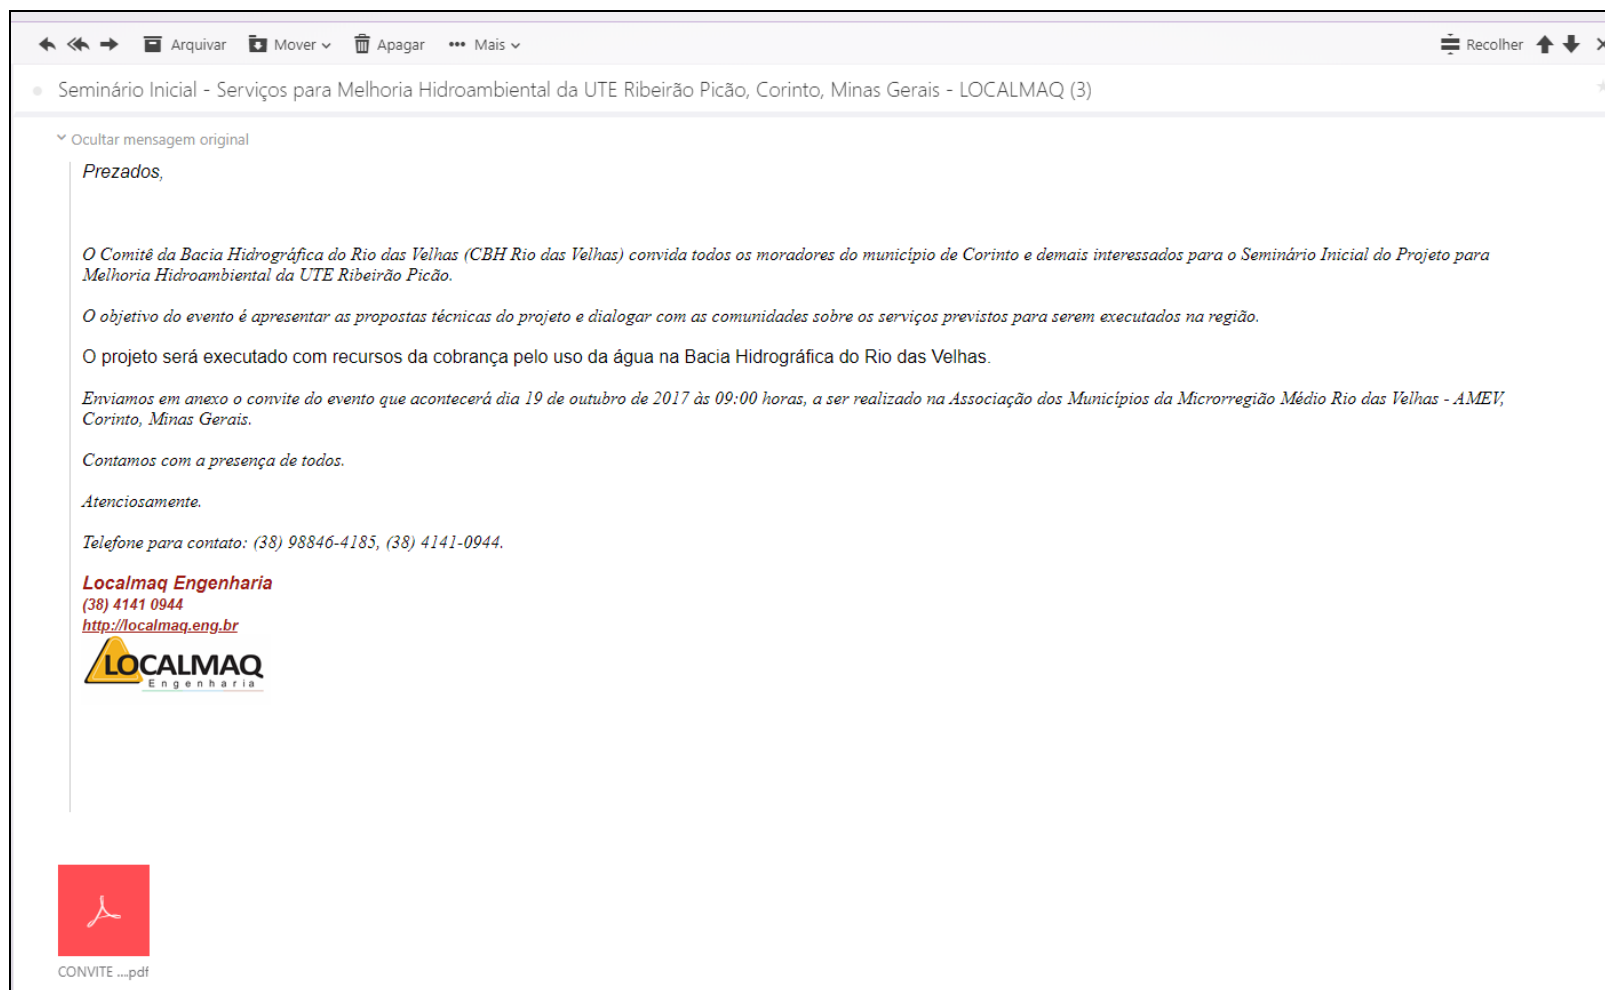 Arquivar Mover Apagar Mais Recolher
Seminário Inicial - Serviços para Melhoria Hidroambiental da UTE Ribeirão Picão, Corinto, Minas Gerais - LOCALMAQ (3)
Ocultar mensagem original
Prezados,
O Comitê da Bacia Hidrográfica do Rio das Velhas (CBH Rio das Velhas) convida todos os moradores do município de Corinto e demais interessados para o Seminário Inicial do Projeto para
Melhoria Hidroambiental da UTE Ribeirão Picão.
O objetivo do evento é apresentar as propostas técnicas do projeto e dialogar com as comunidades sobre os serviços previstos para serem executados na região.
O projeto será executado com recursos da cobrança pelo uso da água na Bacia Hidrográfica do Rio das Velhas.
Enviamos em anexo o convite do evento que acontecerá dia 19 de outubro de 2017 às 09:00 horas, a ser realizado na Associação dos Municípios da Microrregião Médio Rio das Velhas - AMEV,
Corinto, Minas Gerais.
Contamos com a presença de todos.
Atenciosamente.
Telefone para contato: (38) 98846-4185, (38) 4141-0944.
Localmaq Engenharia
(38) 4141 0944
http://localmaq.eng.br
LOCALMAQ
Engenharia
CONVITE ....pdf